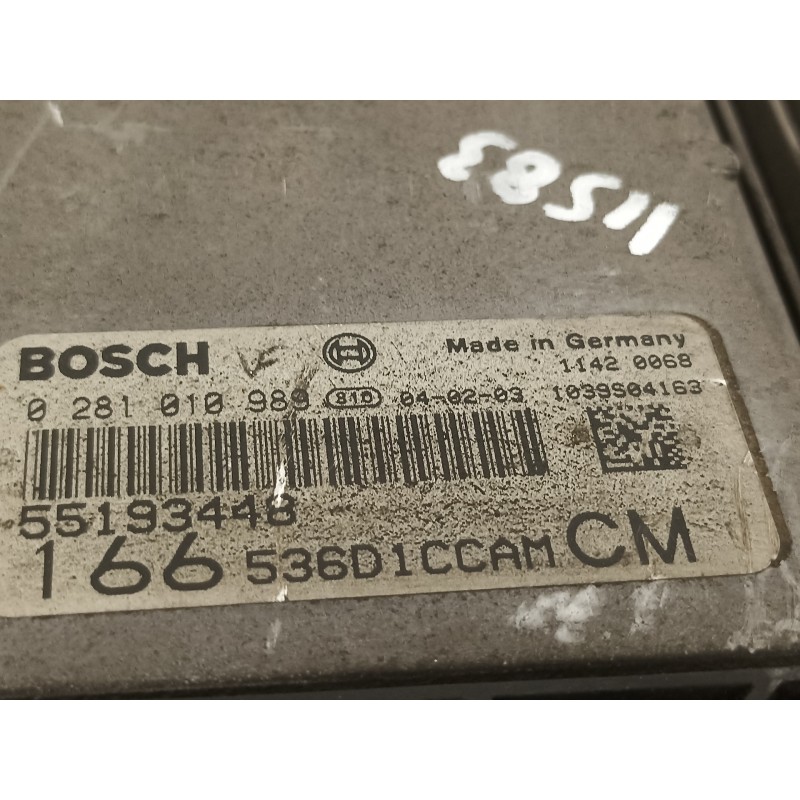 11583
BOSCH Made in Germany
1142 0068
0 281 010 989 810 04-02-03 1039S04163
55193448
166 536D1CCAM CM